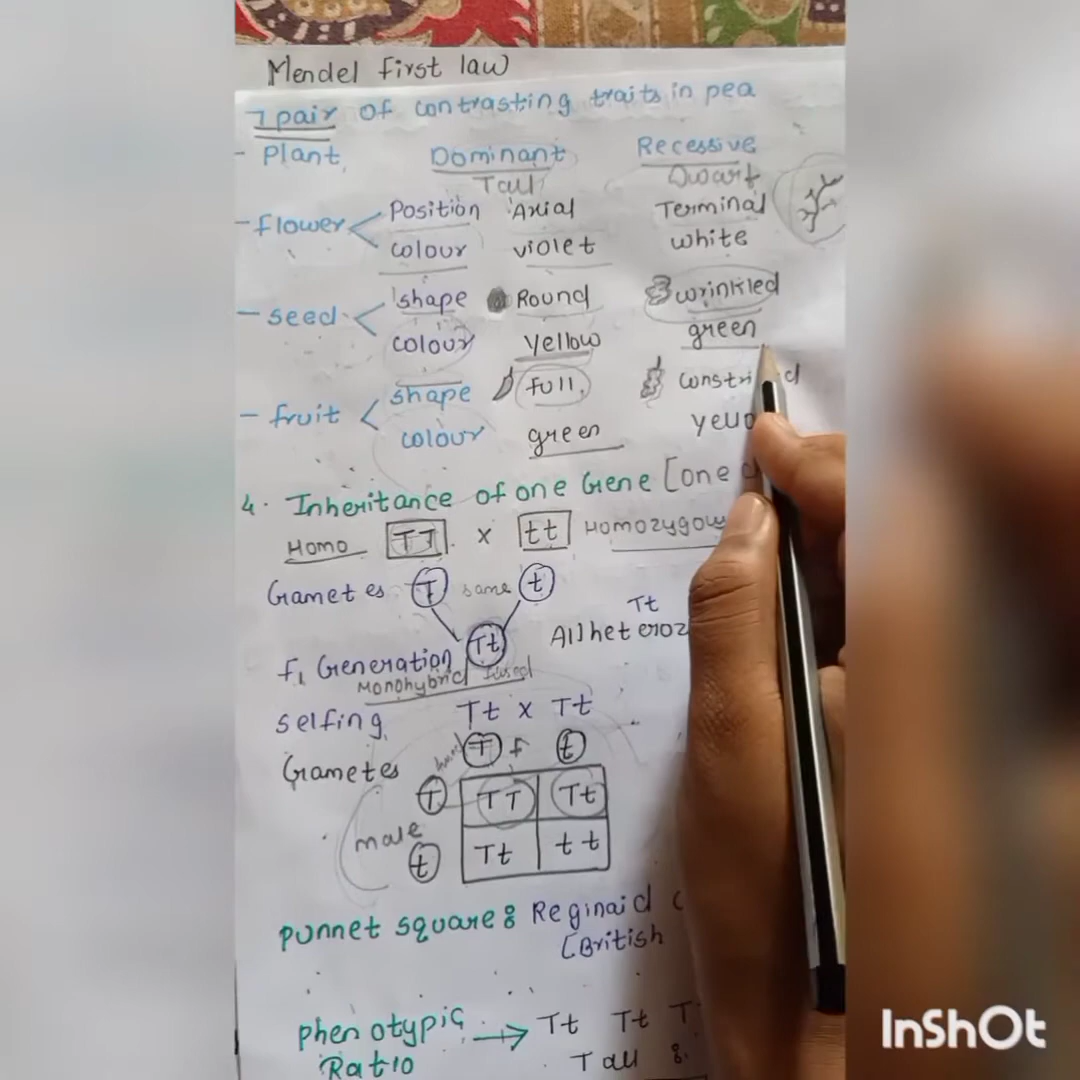 Mendel First law
7 pair of contrasting traits in pea
- Plant Dominant Recessive
Tall Dwarf
- flower < Position Axial Terminal
colour violet white
- seed < shape Round wrinkled
colour yellow green
- fruit < shape full
colour green
4. Inheritance of one Gene [one
Homo TT x tt Homozygous
Gametes T same t
Tt
F1 Generation Tt All
Monohybrid fused
selfing Tt x Tt
T F t
Gametes
T TT Tt
male
t Tt tt
punnet square: Reginald
[British
Phenotypic → Tt Tt
Ratio Tall :
InShOt